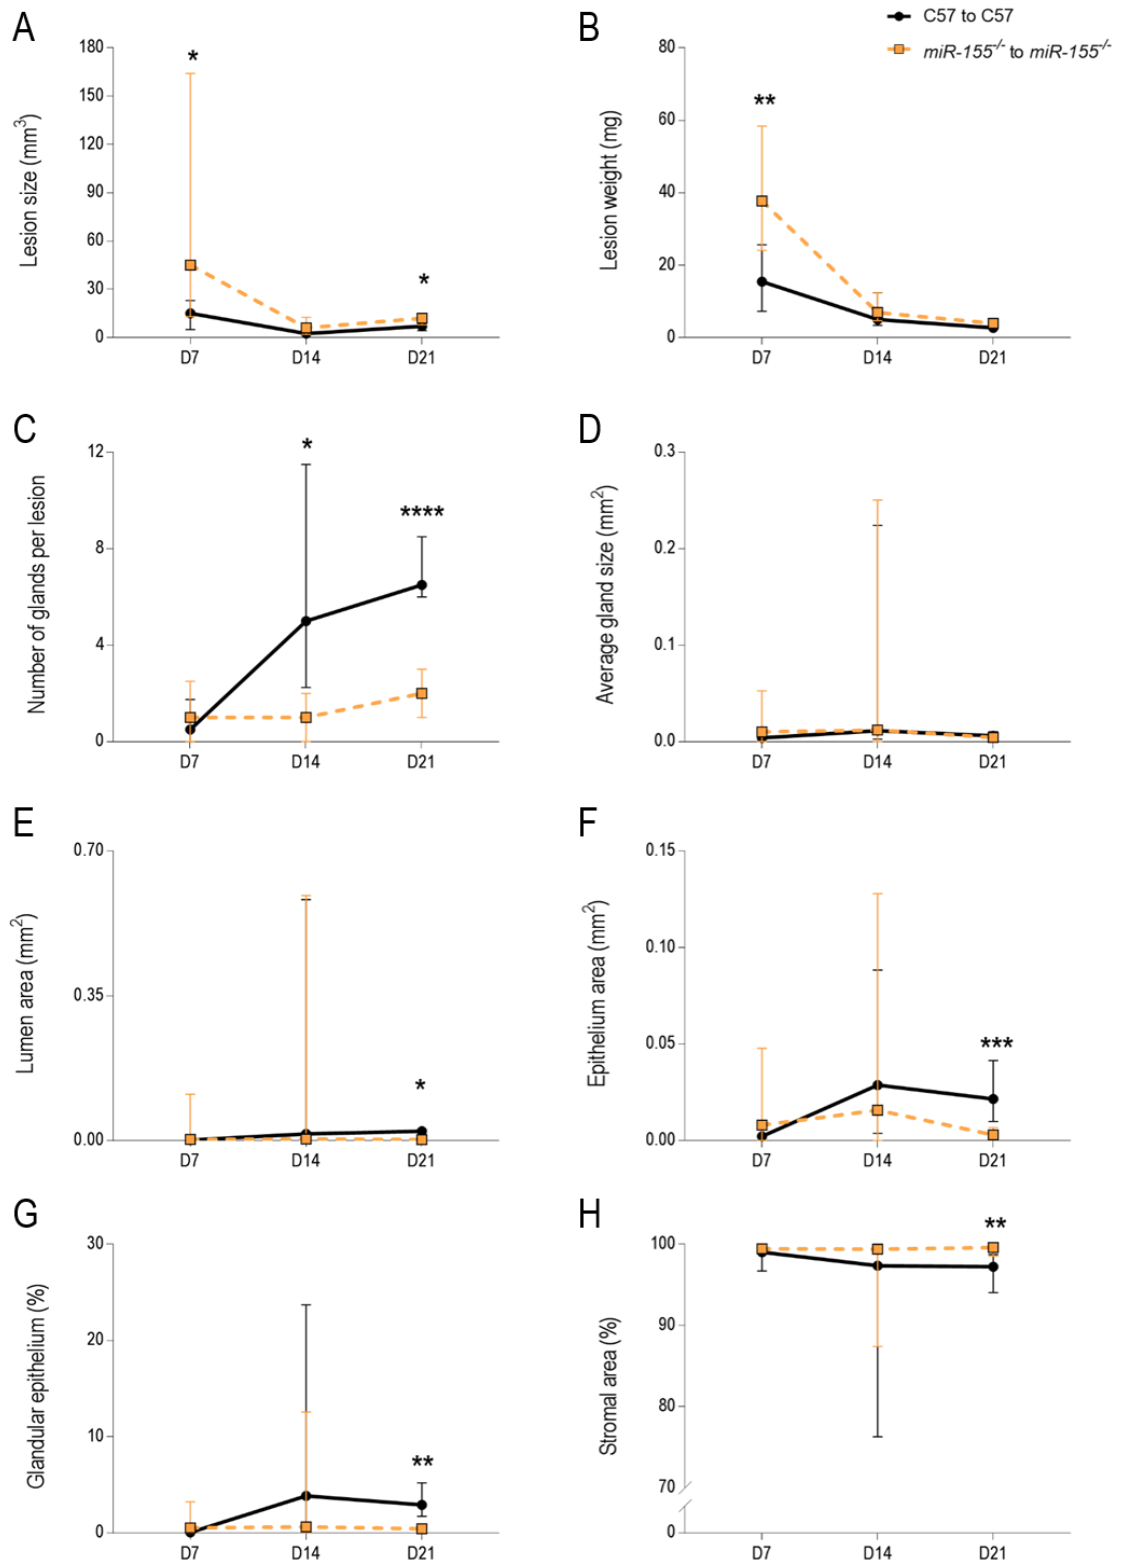 C57 to C57
miR-155-/- to miR-155-/-
A
Lesion size (mm3)
180
150
120
90
60
30
0
*
*
D7 D14 D21
B
Lesion weight (mg)
80
60
40
20
0
**
D7 D14 D21
C
Number of glands per lesion
12
8
4
0
*
****
D7 D14 D21
D
Average gland size (mm2)
0.3
0.2
0.1
0.0
D7 D14 D21
E
Lumen area (mm2)
0.70
0.35
0.00
*
D7 D14 D21
F
Epithelium area (mm2)
0.15
0.10
0.05
0.00
***
D7 D14 D21
G
Glandular epithelium (%)
30
20
10
0
**
D7 D14 D21
H
Stromal area (%)
100
90
80
70
0
**
D7 D14 D21